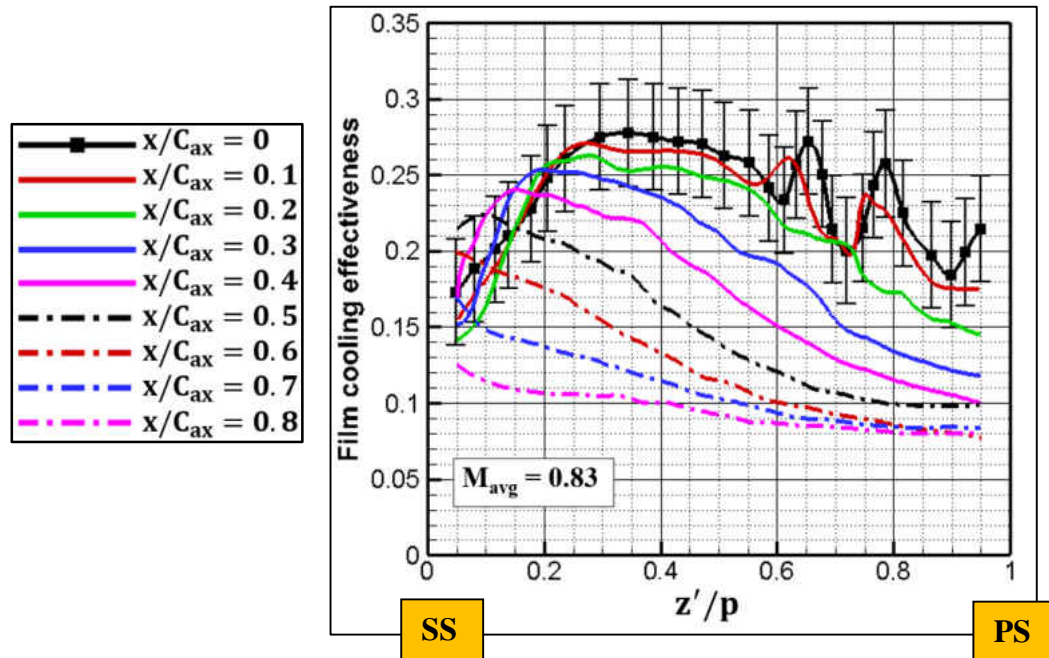 x/Cₐₓ = 0
x/Cₐₓ = 0.1
x/Cₐₓ = 0.2
x/Cₐₓ = 0.3
x/Cₐₓ = 0.4
x/Cₐₓ = 0.5
x/Cₐₓ = 0.6
x/Cₐₓ = 0.7
x/Cₐₓ = 0.8
Film cooling effectiveness
0.35
0.3
0.25
0.2
0.15
0.1
0.05
0
M_avg = 0.83
0 0.2 0.4 0.6 0.8 1
z′/p
SS PS